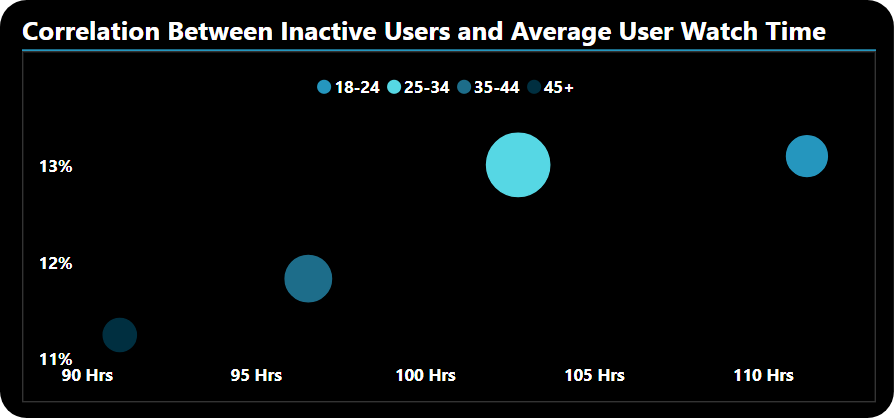 Correlation Between Inactive Users and Average User Watch Time
18-24 25-34 35-44 45+
13%
12%
11%
90 Hrs 95 Hrs 100 Hrs 105 Hrs 110 Hrs